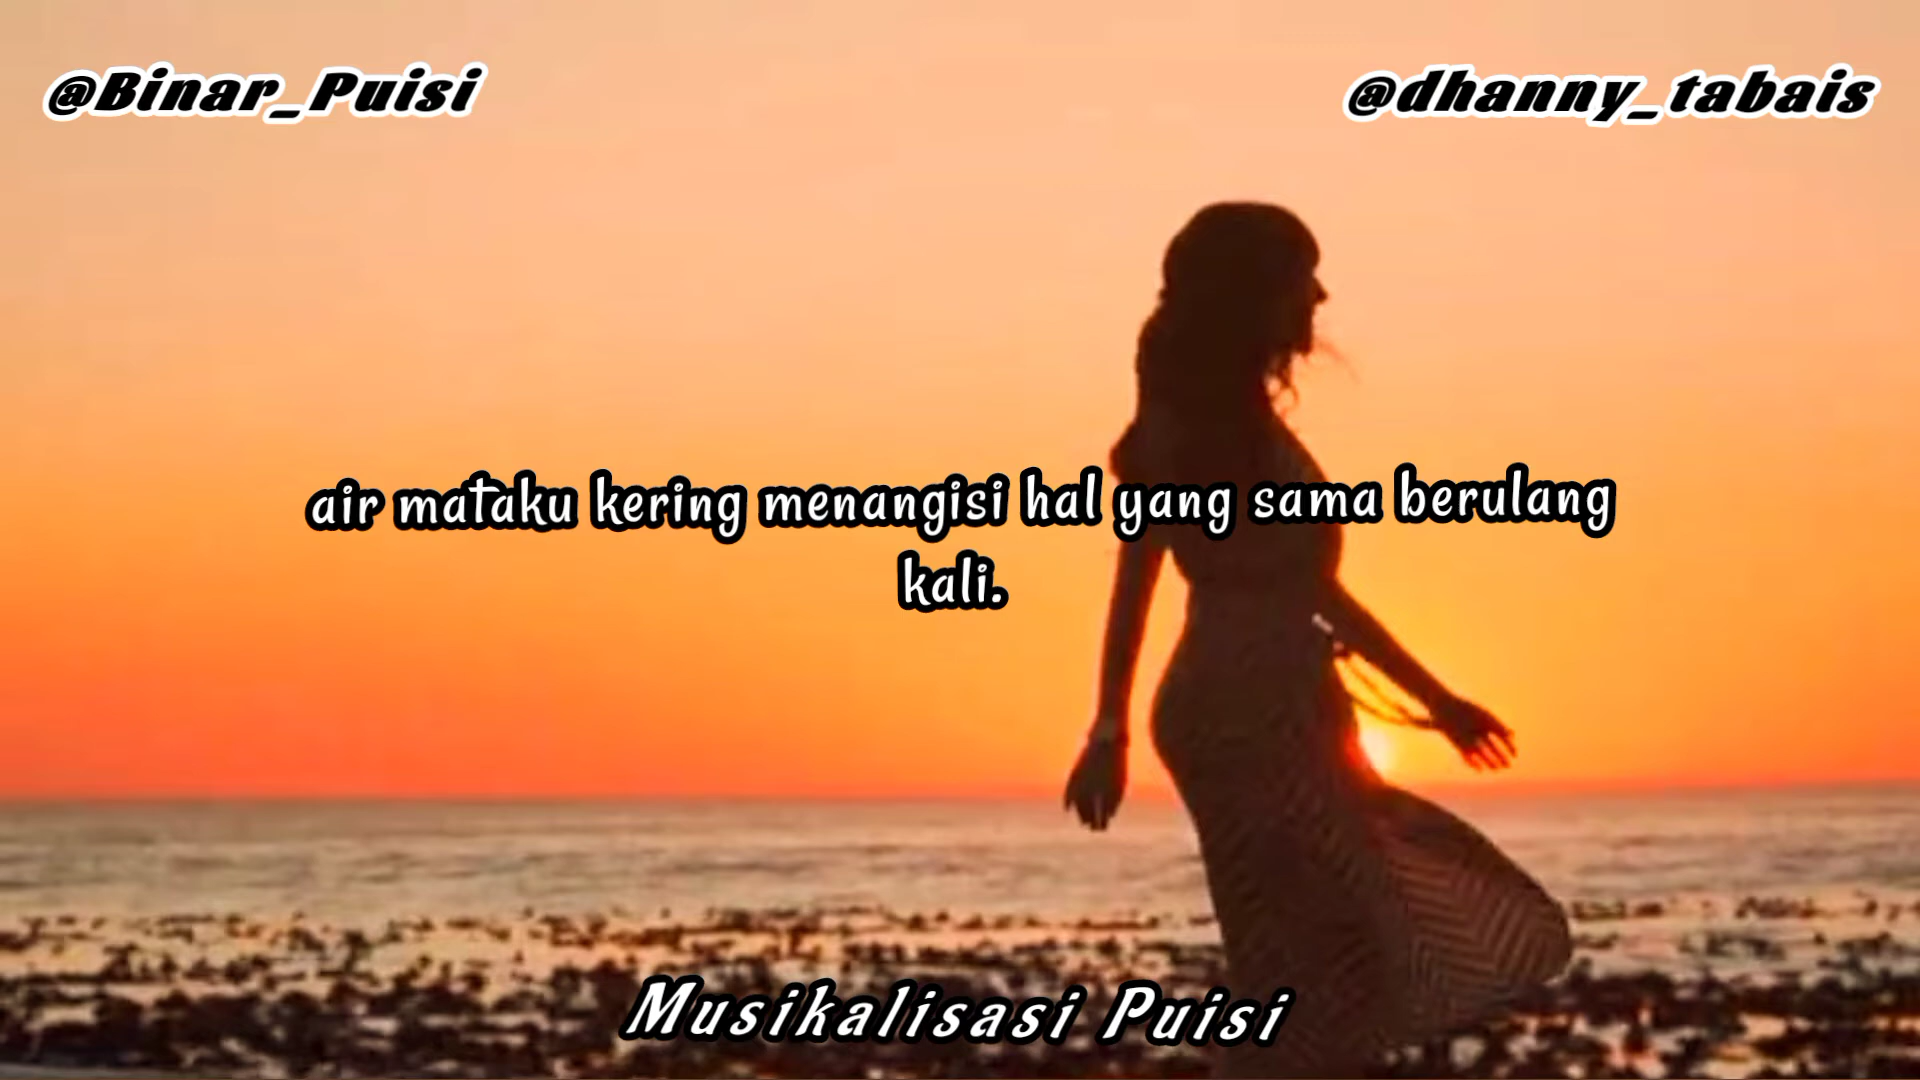 @Binar_Puisi
@dhanny_tabais
air mataku kering menangisi hal yang sama berulang
kali.
Musikalisasi Puisi